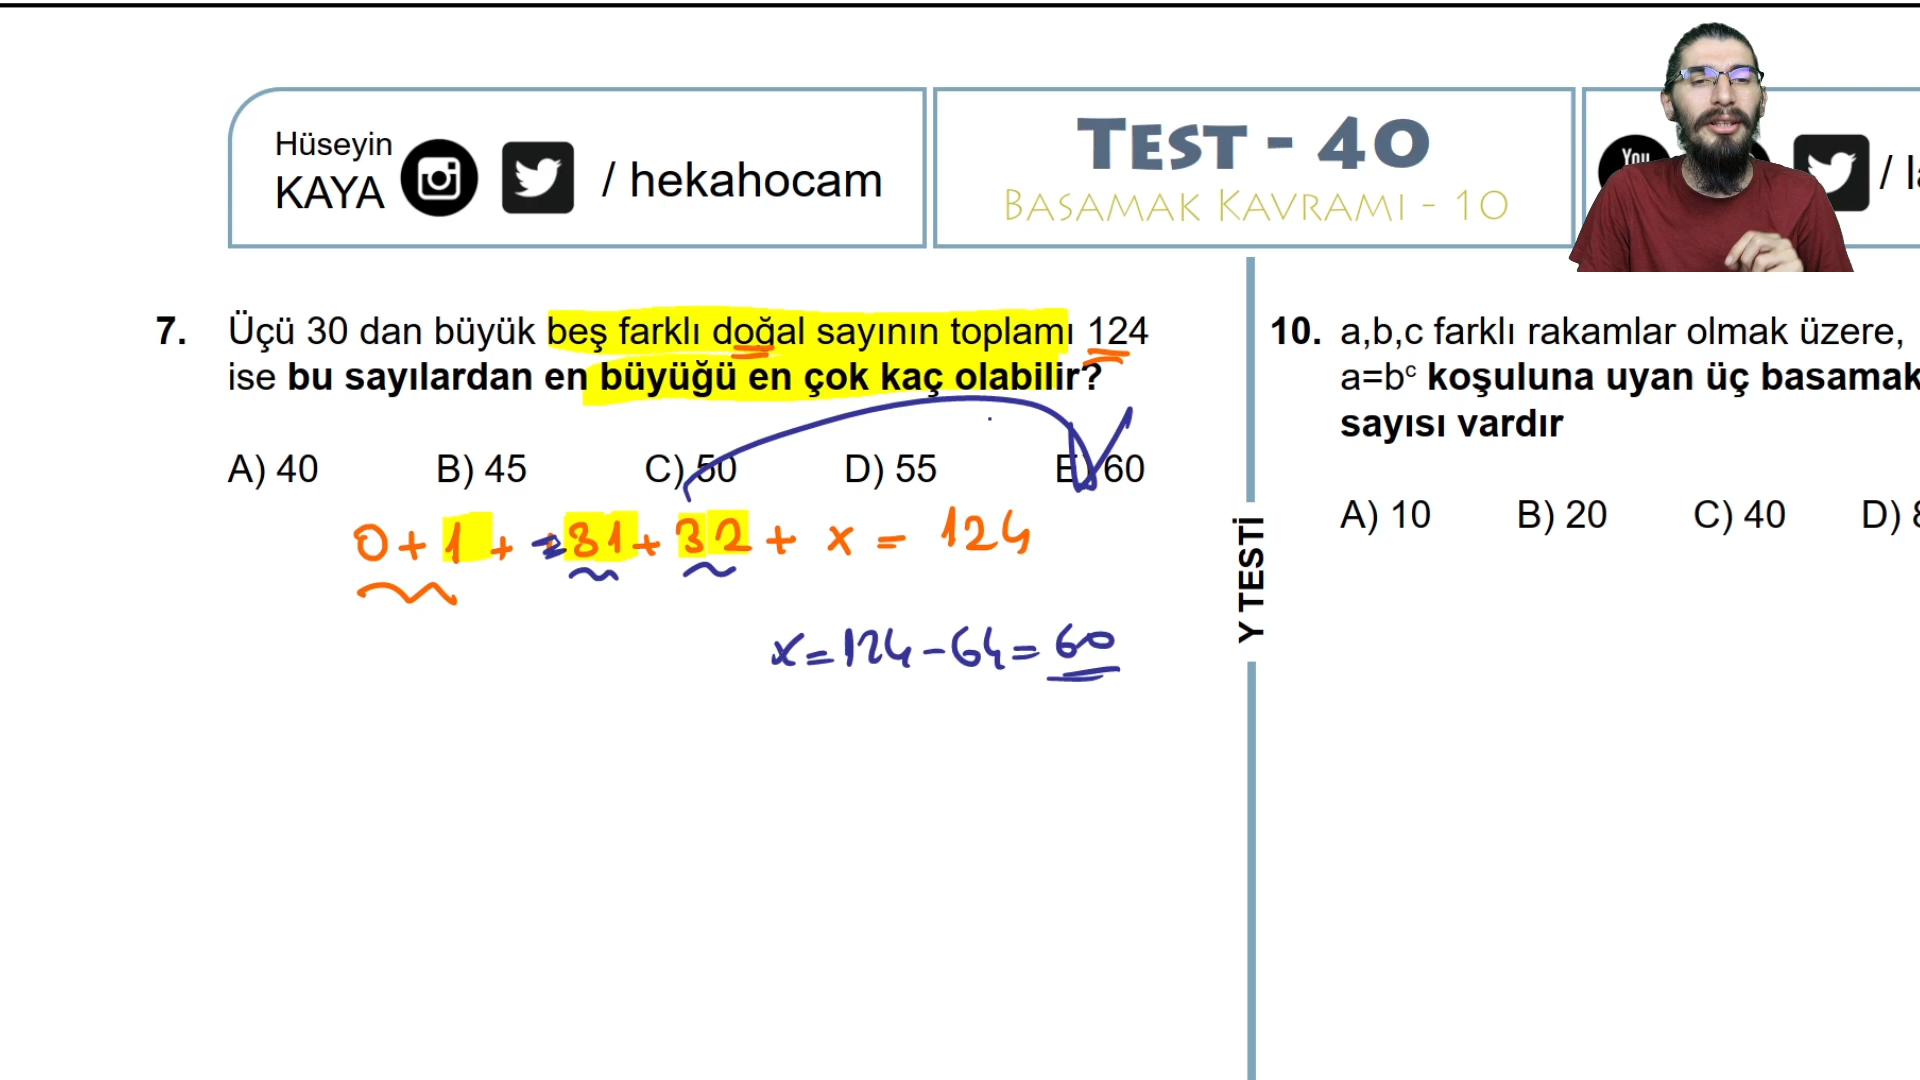 Hüseyin
KAYA
/ hekahocam
TEST - 40
BASAMAK KAVRAMI - 10
You
/ la
7. Üçü 30 dan büyük beş farklı doğal sayının toplamı 124
ise bu sayılardan en büyüğü en çok kaç olabilir?
A) 40 B) 45 C) 50 D) 55 E) 60
0 + 1 + 31 + 32 + x = 124
x = 124 - 64 = 60
Y TESTİ
10. a,b,c farklı rakamlar olmak üzere,
a=bᶜ koşuluna uyan üç basamak
sayısı vardır
A) 10 B) 20 C) 40 D) 8